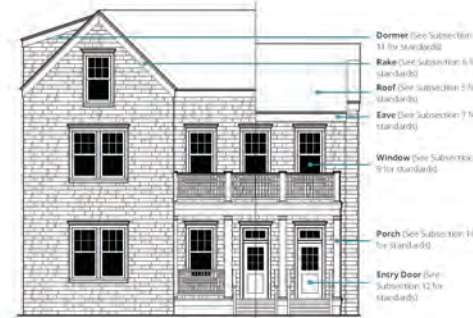 Dormer (See Subsection
11 for standards)
Rake (See Subsection 6 f
standards)
Roof (See Subsection 5 f
standards)
Eave (See Subsection 7 f
standards)
Window (See Subsection
9 for standards)
Porch (See Subsection 1
for standards)
Entry Door (See
Subsection 12 for
standards)